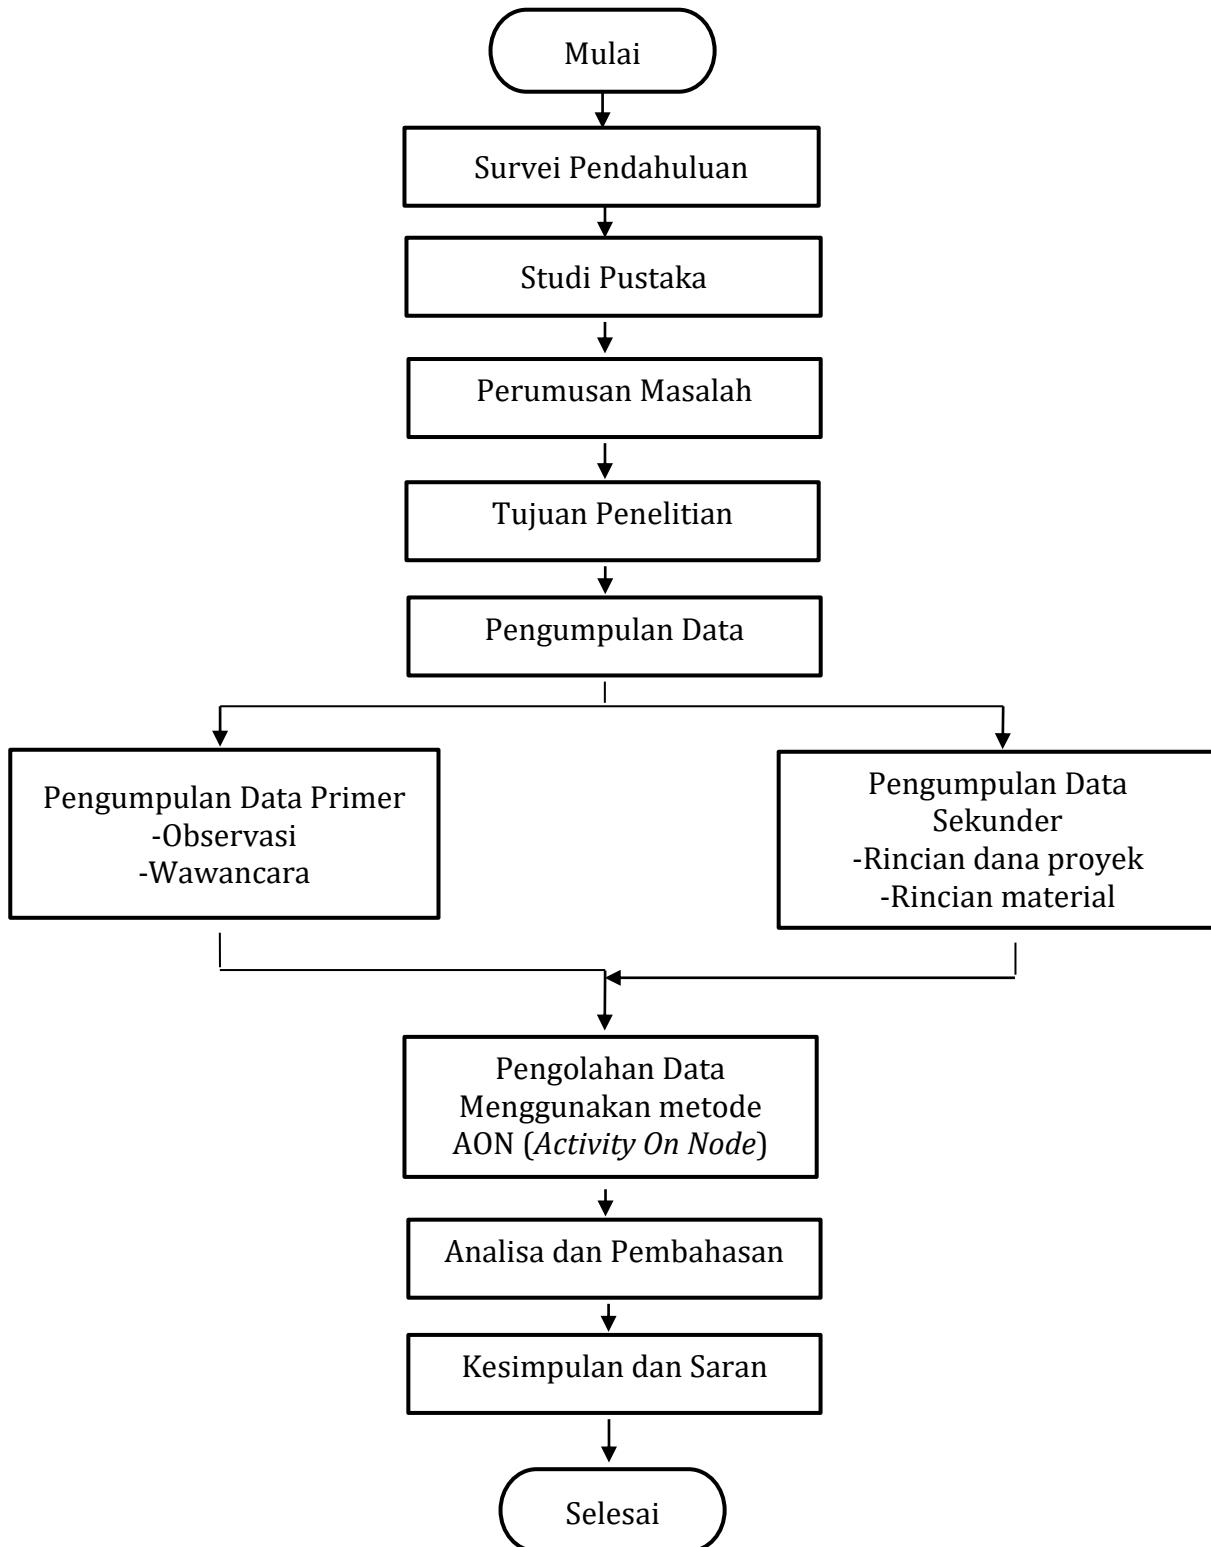 Mulai
Survei Pendahuluan
Studi Pustaka
Perumusan Masalah
Tujuan Penelitian
Pengumpulan Data
Pengumpulan Data Primer
-Observasi
-Wawancara
Pengumpulan Data
Sekunder
-Rincian dana proyek
-Rincian material
Pengolahan Data
Menggunakan metode
AON (Activity On Node)
Analisa dan Pembahasan
Kesimpulan dan Saran
Selesai